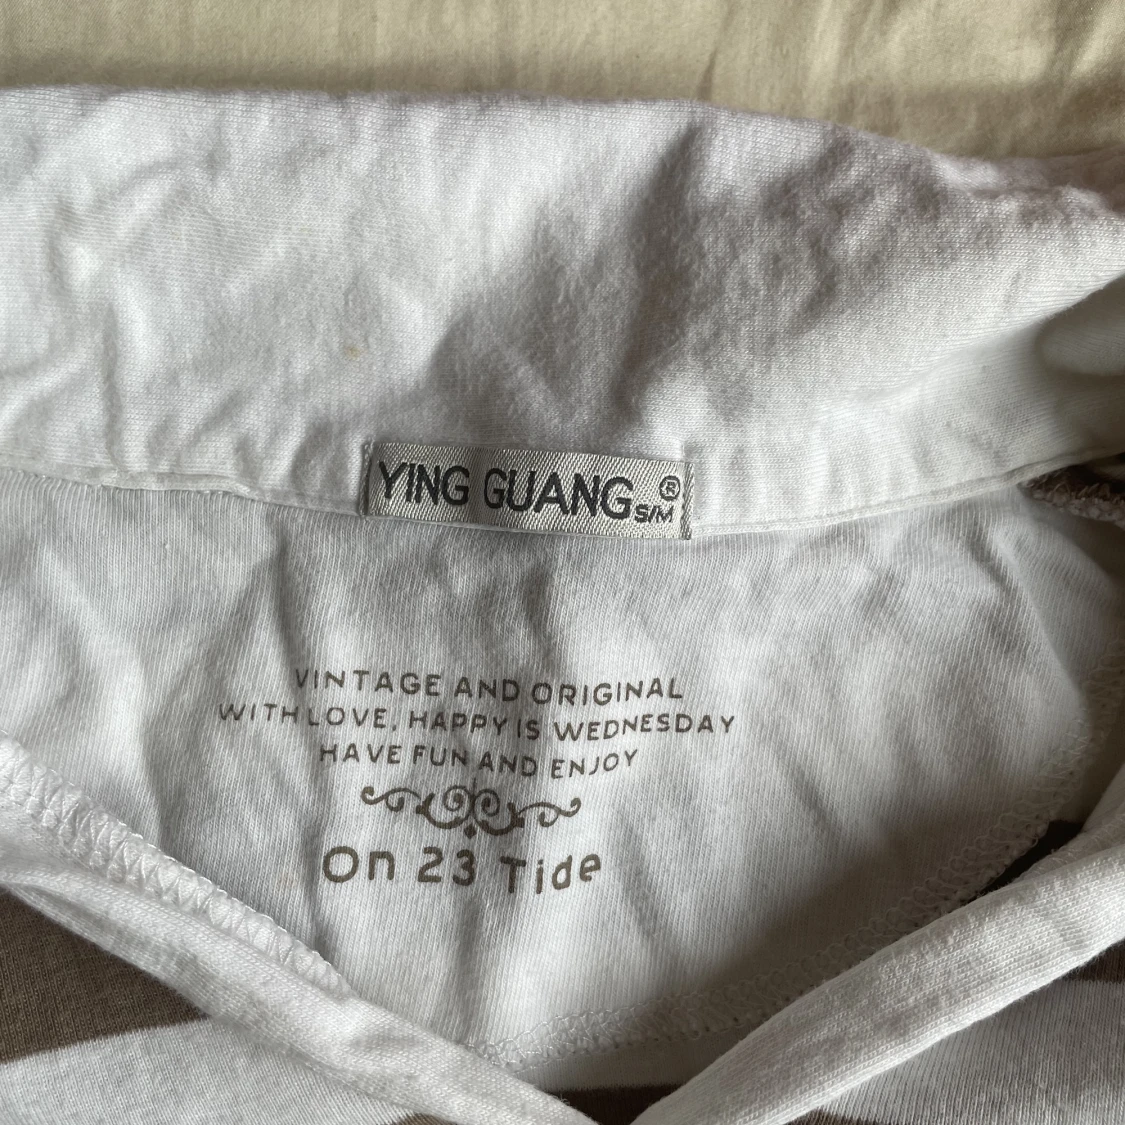 YING GUANG®
S/M
VINTAGE AND ORIGINAL
WITH LOVE, HAPPY IS WEDNESDAY
HAVE FUN AND ENJOY
On 23 Tide